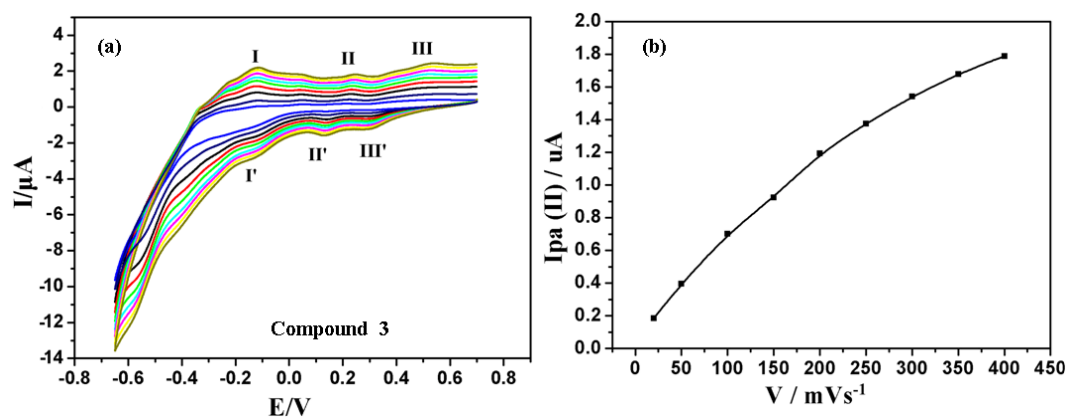 (a)
I
II
III
I'
II'
III'
Compound 3
4
2
0
-2
-4
-6
-8
-10
-12
-14
-0.8 -0.6 -0.4 -0.2 0.0 0.2 0.4 0.6 0.8
I/µA
E/V
(b)
2.0
1.8
1.6
1.4
1.2
1.0
0.8
0.6
0.4
0.2
0.0
0 50 100 150 200 250 300 350 400 450
Ipa (II) / uA
V / mVs⁻¹